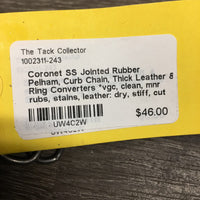 The Tack Collector
1002311-243
Coronet SS Jointed Rubber
Pelham, Curb Chain, Thick Leather &
Ring Converters *vgc, clean, mnr
rubs, stains, leather: dry, stiff, cut
$46.00
UW4C2W